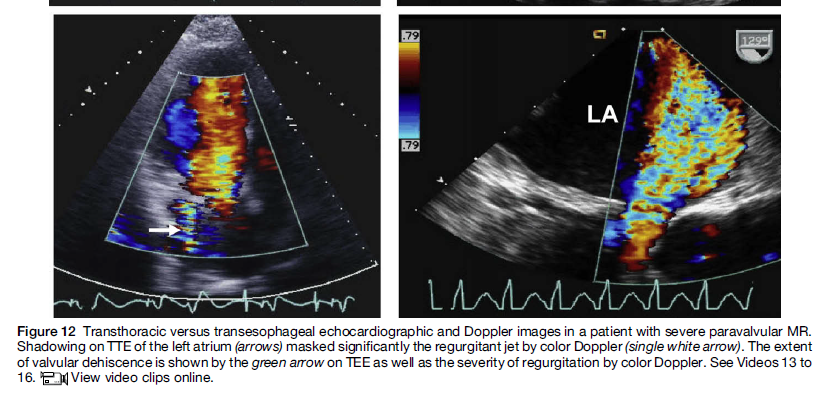 .79
.79
129°
LA
Figure 12 Transthoracic versus transesophageal echocardiographic and Doppler images in a patient with severe paravalvular MR.
Shadowing on TTE of the left atrium (arrows) masked significantly the regurgitant jet by color Doppler (single white arrow). The extent
of valvular dehiscence is shown by the green arrow on TEE as well as the severity of regurgitation by color Doppler. See Videos 13 to
16. View video clips online.